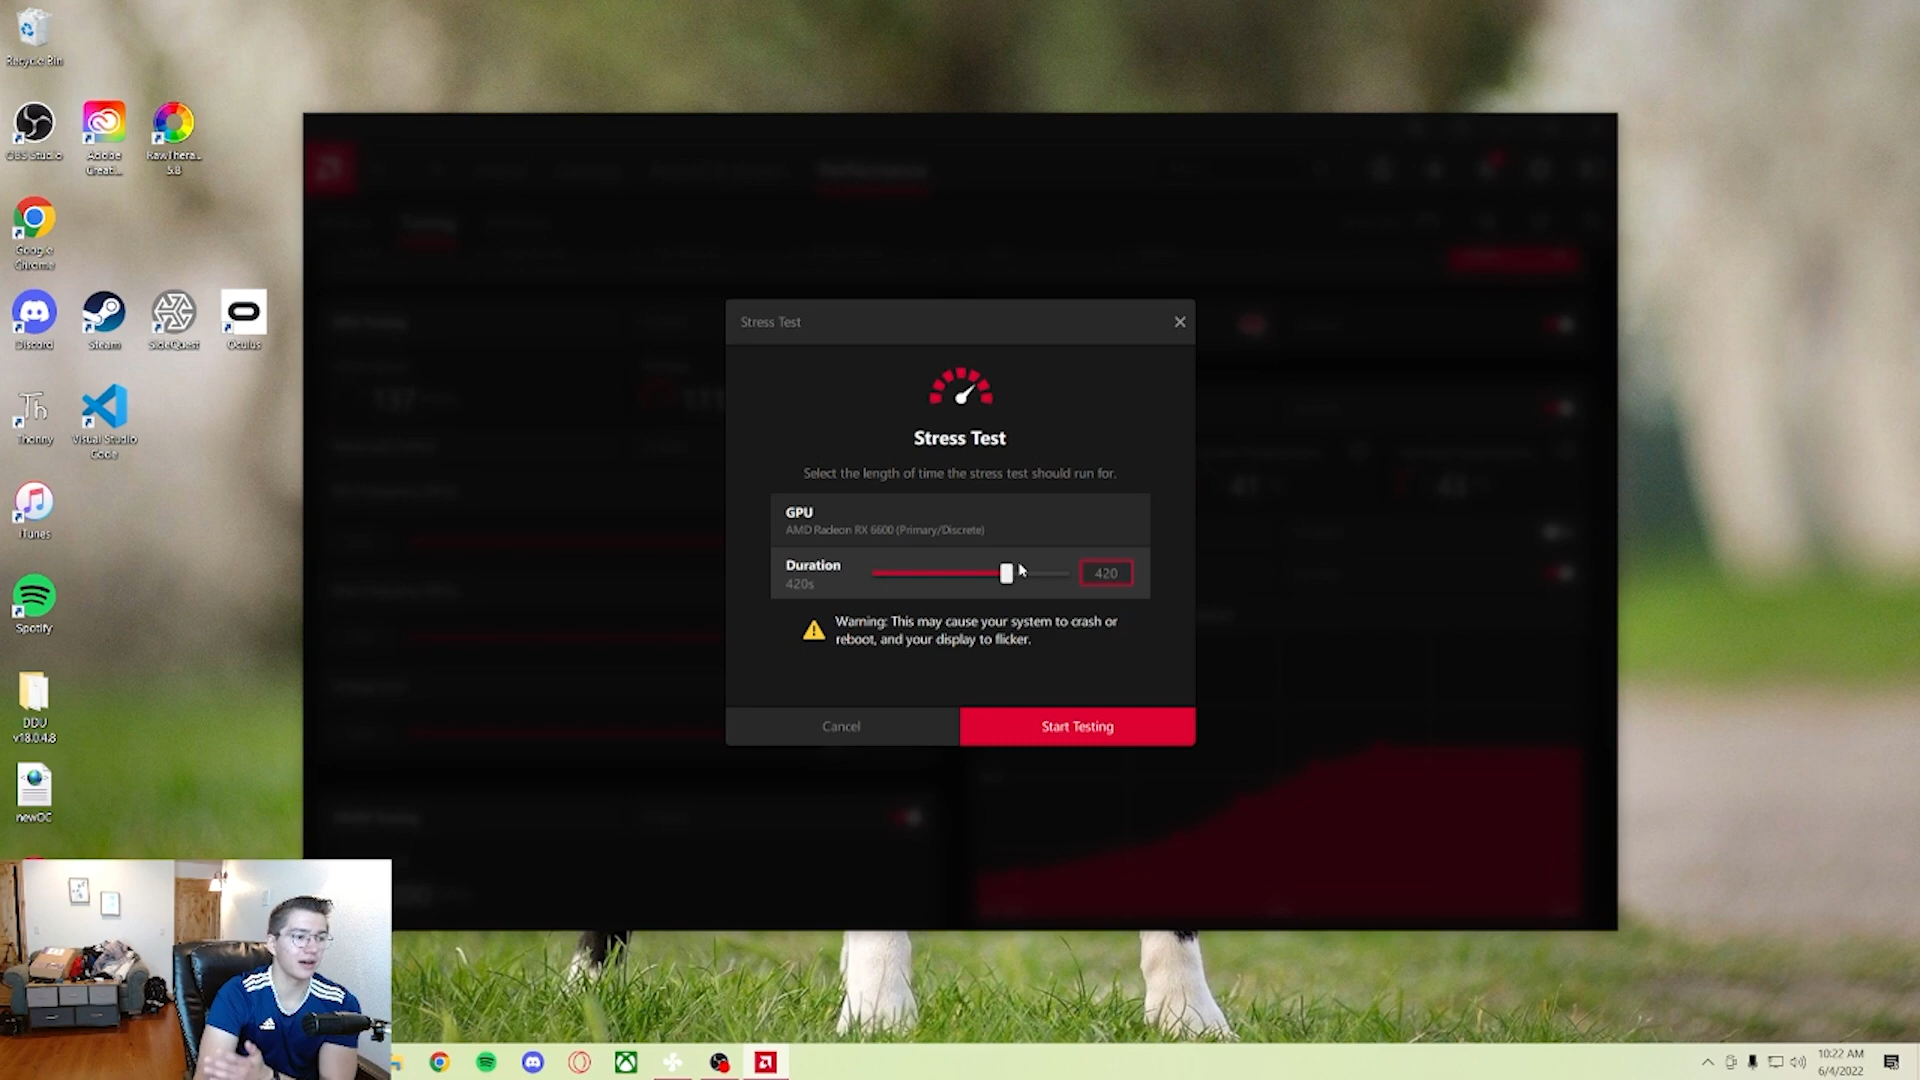 Recycle Bin
OBS Studio
Adobe
Creati...
RawThera...
5.8
Google
Chrome
Discord
Steam
SideQuest
Oculus
Thonny
Visual Studio
Code
iTunes
Spotify
DDU
v18.0.4.8
newOC
Performance
Tuning
Stress Test
Stress Test
Select the length of time the stress test should run for.
GPU
AMD Radeon RX 6600 (Primary/Discrete)
Duration
420s
420
Warning: This may cause your system to crash or
reboot, and your display to flicker.
Cancel
Start Testing
10:22 AM
6/4/2022